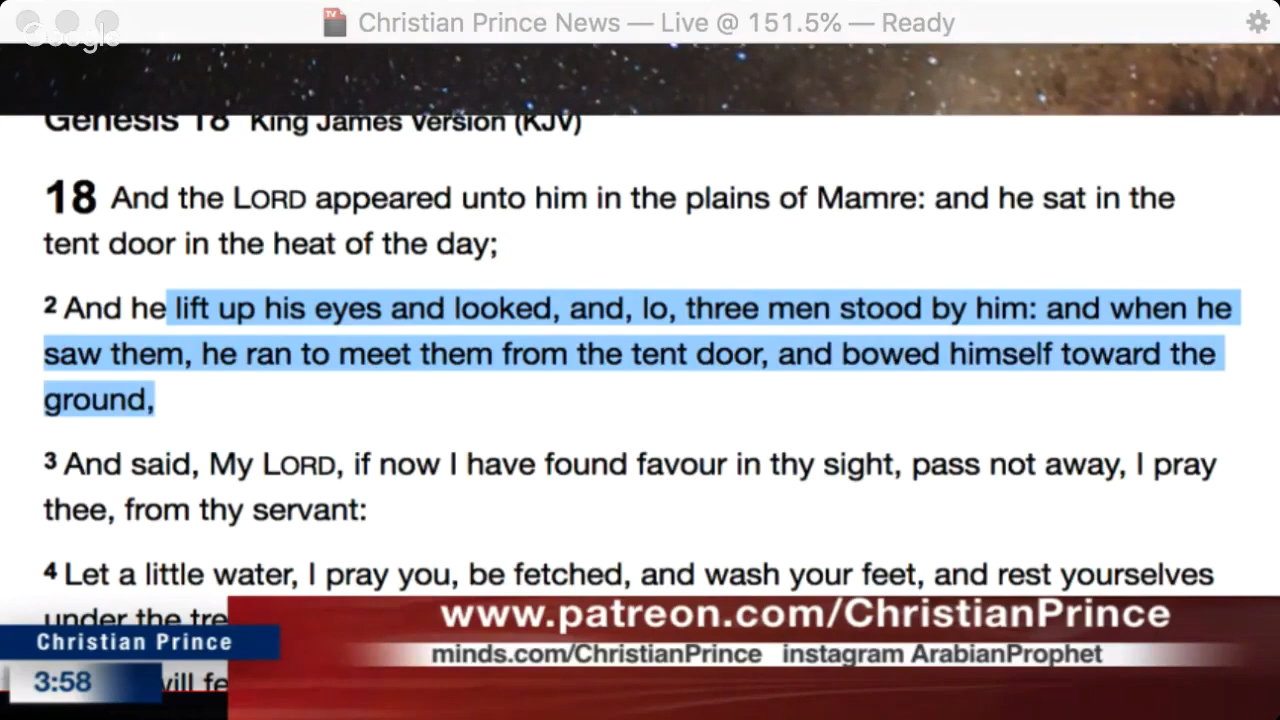 Christian Prince News — Live @ 151.5% — Ready
Google
Genesis 18 King James Version (KJV)
18 And the LORD appeared unto him in the plains of Mamre: and he sat in the
tent door in the heat of the day;
2 And he lift up his eyes and looked, and, lo, three men stood by him: and when he
saw them, he ran to meet them from the tent door, and bowed himself toward the
ground,
3 And said, My LORD, if now I have found favour in thy sight, pass not away, I pray
thee, from thy servant:
4 Let a little water, I pray you, be fetched, and wash your feet, and rest yourselves
under the tre
www.patreon.com/ChristianPrince
Christian Prince
minds.com/ChristianPrince instagram ArabianProphet
3:58